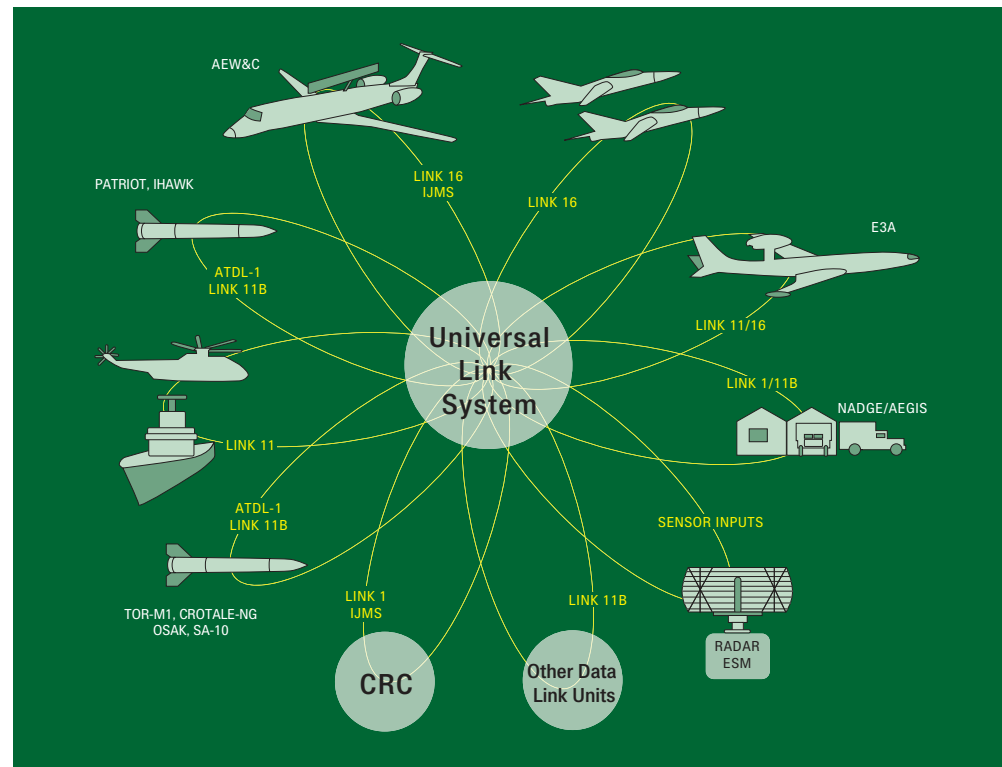 AEW&C
LINK 16
IJMS
LINK 16
PATRIOT, IHAWK
ATDL-1
LINK 11B
E3A
LINK 11/16
Universal
Link
System
LINK 1/11B
NADGE/AEGIS
LINK 11
ATDL-1
LINK 11B
SENSOR INPUTS
TOR-M1, CROTALE-NG
OSAK, SA-10
LINK 1
IJMS
LINK 11B
RADAR
ESM
CRC
Other Data
Link Units